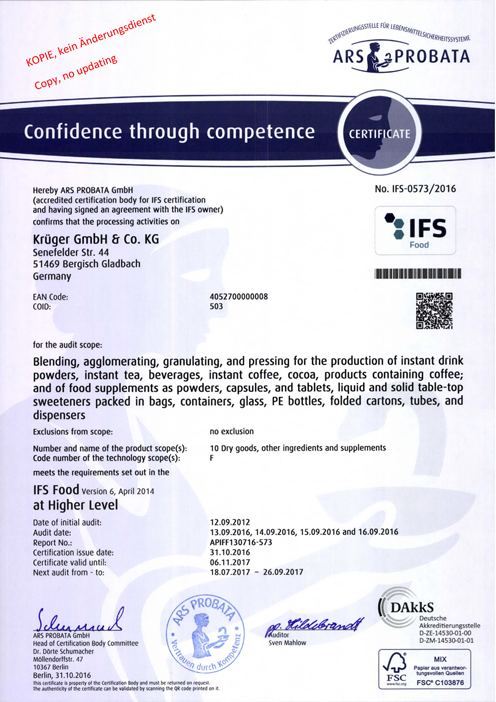 KOPIE, kein Änderungsdienst
Copy, no updating
ZERTIFIZIERUNGSSTELLE FÜR LEBENSMITTELSICHERHEITSSYSTEME
ARS PROBATA
Confidence through competence
CERTIFICATE
Hereby ARS PROBATA GmbH
(accredited certification body for IFS certification
and having signed an agreement with the IFS owner)
confirms that the processing activities on
No. IFS-0573/2016
IFS
Food
Krüger GmbH & Co. KG
Senefelder Str. 44
51469 Bergisch Gladbach
Germany
EAN Code: 4052700000008
COID: 503
for the audit scope:
Blending, agglomerating, granulating, and pressing for the production of instant drink
powders, instant tea, beverages, instant coffee, cocoa, products containing coffee;
and of food supplements as powders, capsules, and tablets, liquid and solid table-top
sweeteners packed in bags, containers, glass, PE bottles, folded cartons, tubes, and
dispensers
Exclusions from scope: no exclusion
Number and name of the product scope(s): 10 Dry goods, other ingredients and supplements
Code number of the technology scope(s): F
meets the requirements set out in the
IFS Food Version 6, April 2014
at Higher Level
Date of initial audit: 12.09.2012
Audit date: 13.09.2016, 14.09.2016, 15.09.2016 and 16.09.2016
Report No.: APIFF130716-573
Certification issue date: 31.10.2016
Certificate valid until: 06.11.2017
Next audit from - to: 18.07.2017 – 26.09.2017
ARS PROBATA GmbH
Head of Certification Body Committee
Dr. Dörte Schumacher
Möllendorffstr. 47
10367 Berlin
Berlin, 31.10.2016
ARS PROBATA
Vertrauen durch Kompetenz
pp. Hildebrandt
Auditor
Sven Mahlow
DAkkS
Deutsche
Akkreditierungsstelle
D-ZE-14530-01-00
D-ZM-14530-01-01
FSC
www.fsc.org
MIX
Papier aus verantwor-
tungsvollen Quellen
FSC® C103876
This certificate is property of the Certification Body and must be returned on request.
The authenticity of the certificate can be validated by scanning the QR code printed on it.